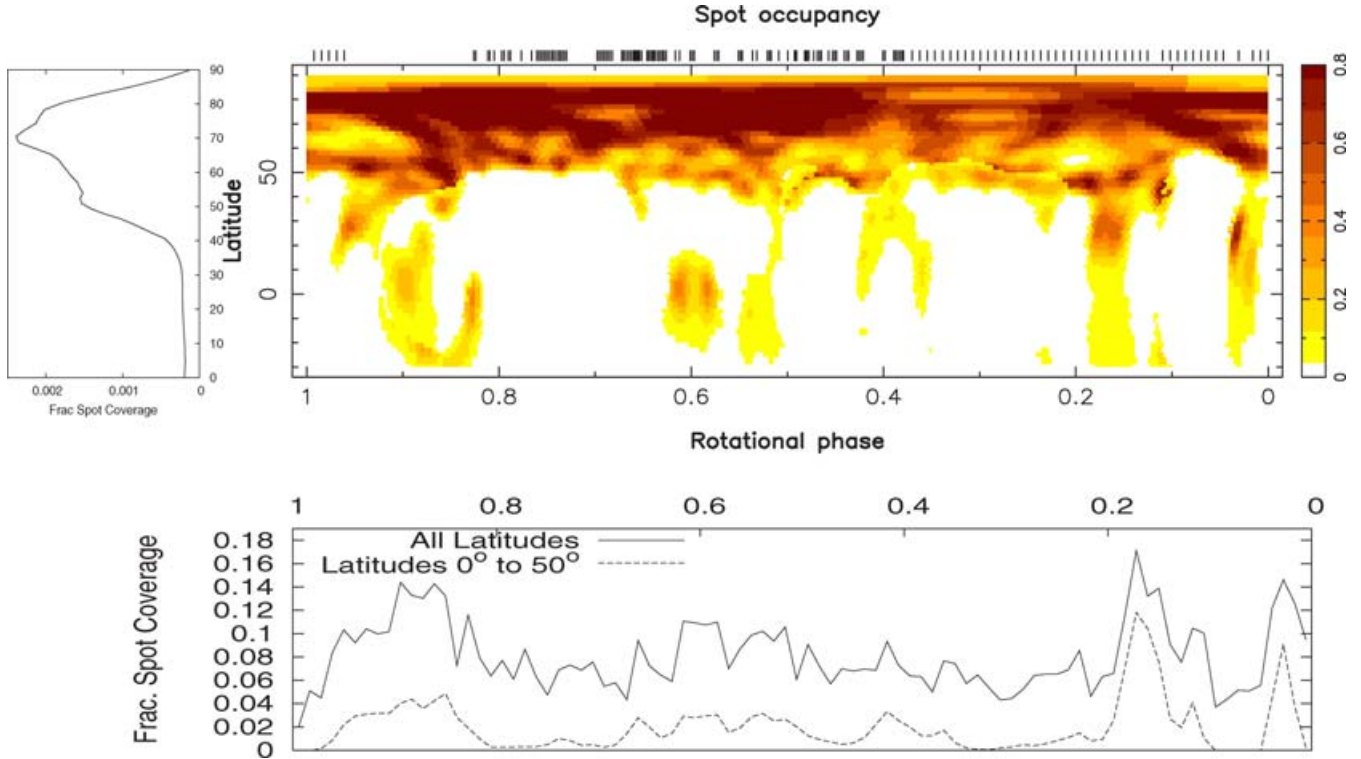 Spot occupancy
90
80
70
60
50
40
30
20
10
0
0.002 0.001 0
Frac Spot Coverage
Latitude
50
0
1 0.8 0.6 0.4 0.2 0
Rotational phase
0.8
0.6
0.4
0.2
0
1 0.8 0.6 0.4 0.2 0
All Latitudes
Latitudes 0° to 50°
Frac. Spot Coverage
0.18
0.16
0.14
0.12
0.1
0.08
0.06
0.04
0.02
0